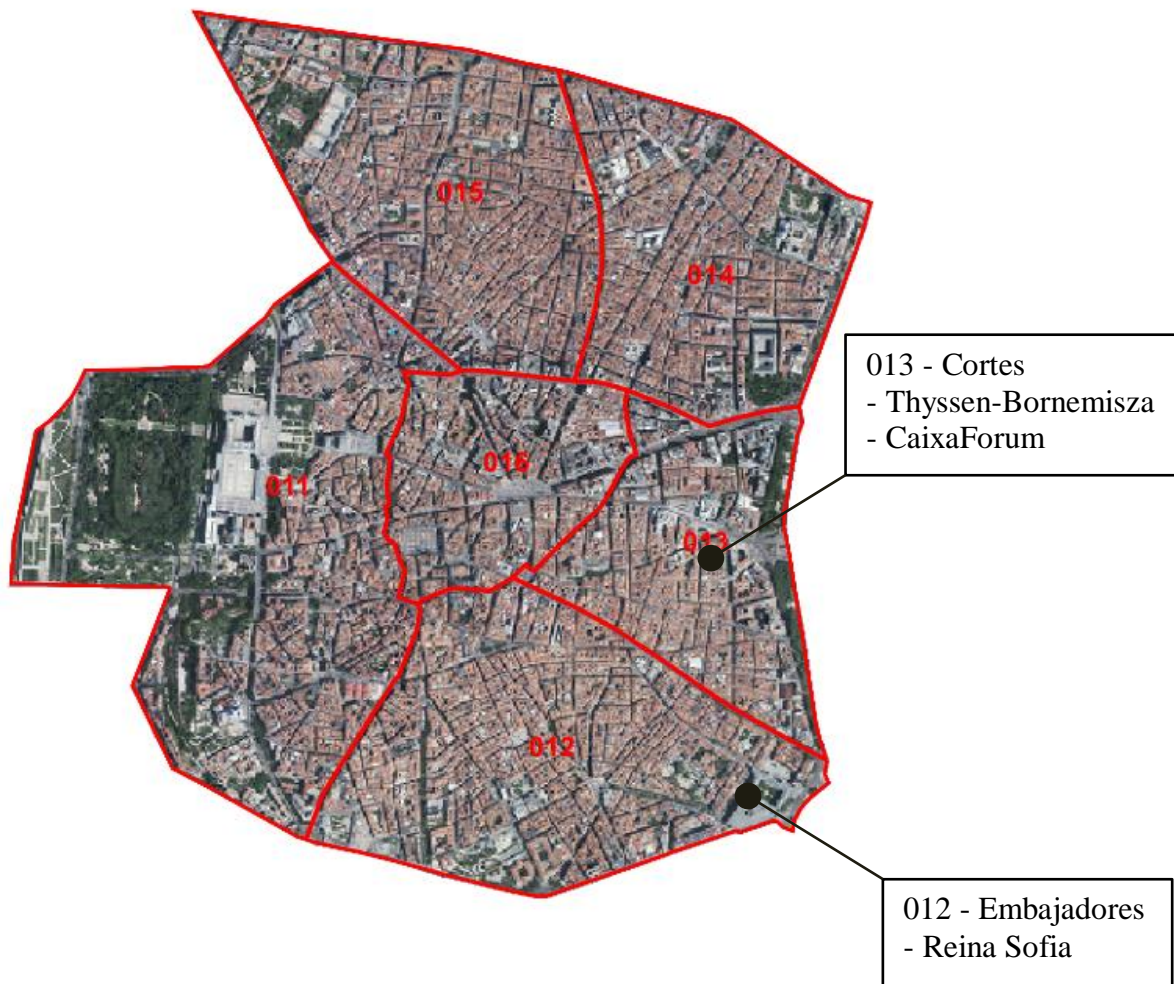 015
014
013 - Cortes
- Thyssen-Bornemisza
- CaixaForum
016
011
013
012
012 - Embajadores
- Reina Sofia